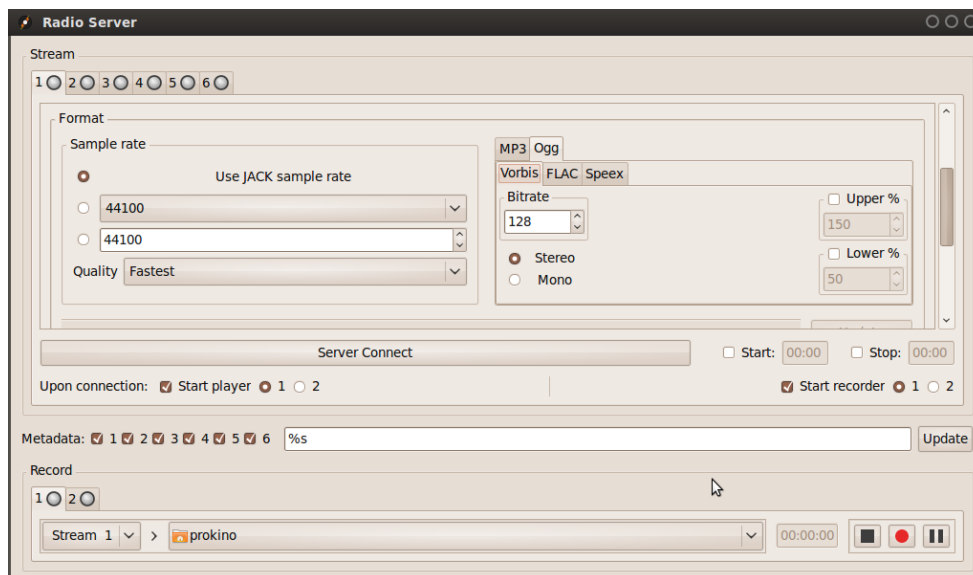 Radio Server
Stream
1 2 3 4 5 6
Format
Sample rate
Use JACK sample rate
44100
44100
Quality Fastest
MP3 Ogg
Vorbis FLAC Speex
Bitrate
128
Stereo
Mono
Upper %
150
Lower %
50
Server Connect
Start: 00:00 Stop: 00:00
Upon connection: Start player 1 2 Start recorder 1 2
Metadata: 1 2 3 4 5 6 %s Update
Record
1 2
Stream 1 > prokino 00:00:00